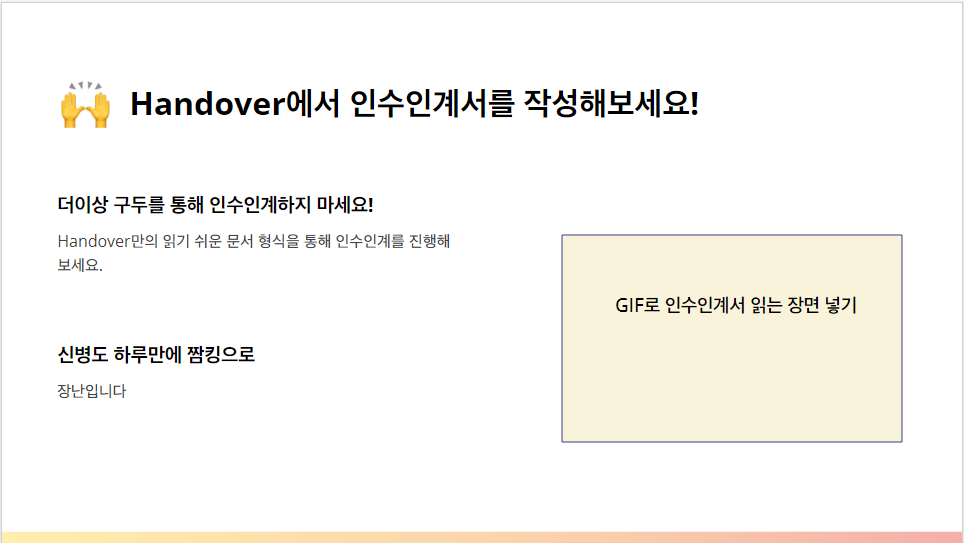 🙌 Handover에서 인수인계서를 작성해보세요!
더이상 구두를 통해 인수인계하지 마세요!
Handover만의 읽기 쉬운 문서 형식을 통해 인수인계를 진행해
보세요.
GIF로 인수인계서 읽는 장면 넣기
신병도 하루만에 짬킹으로
장난입니다